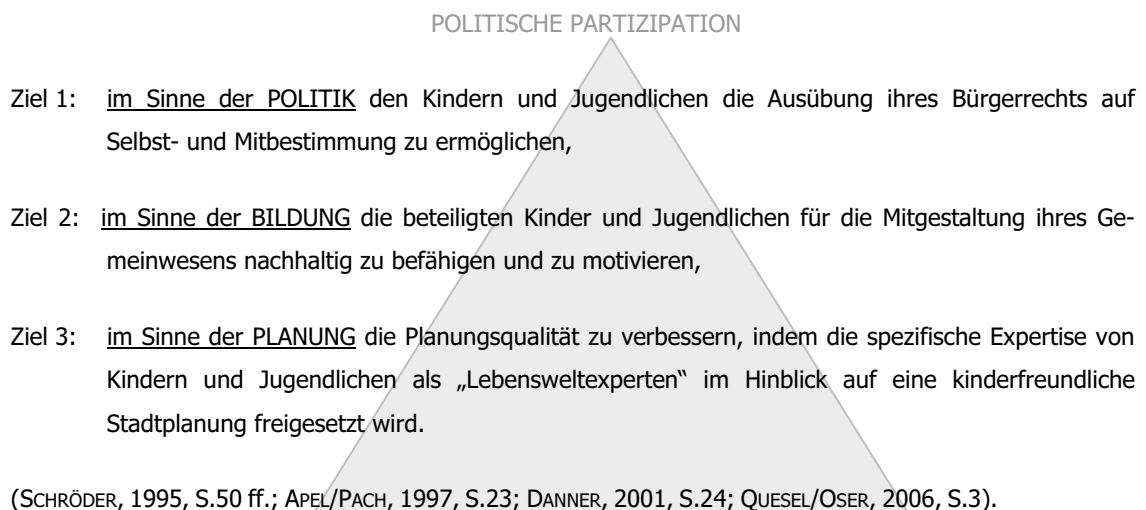 POLITISCHE PARTIZIPATION
Ziel 1: im Sinne der POLITIK den Kindern und Jugendlichen die Ausübung ihres Bürgerrechts auf
Selbst- und Mitbestimmung zu ermöglichen,
Ziel 2: im Sinne der BILDUNG die beteiligten Kinder und Jugendlichen für die Mitgestaltung ihres Ge-
meinwesens nachhaltig zu befähigen und zu motivieren,
Ziel 3: im Sinne der PLANUNG die Planungsqualität zu verbessern, indem die spezifische Expertise von
Kindern und Jugendlichen als „Lebensweltexperten“ im Hinblick auf eine kinderfreundliche
Stadtplanung freigesetzt wird.
(SCHRÖDER, 1995, S.50 ff.; APEL/PACH, 1997, S.23; DANNER, 2001, S.24; QUESEL/OSER, 2006, S.3).